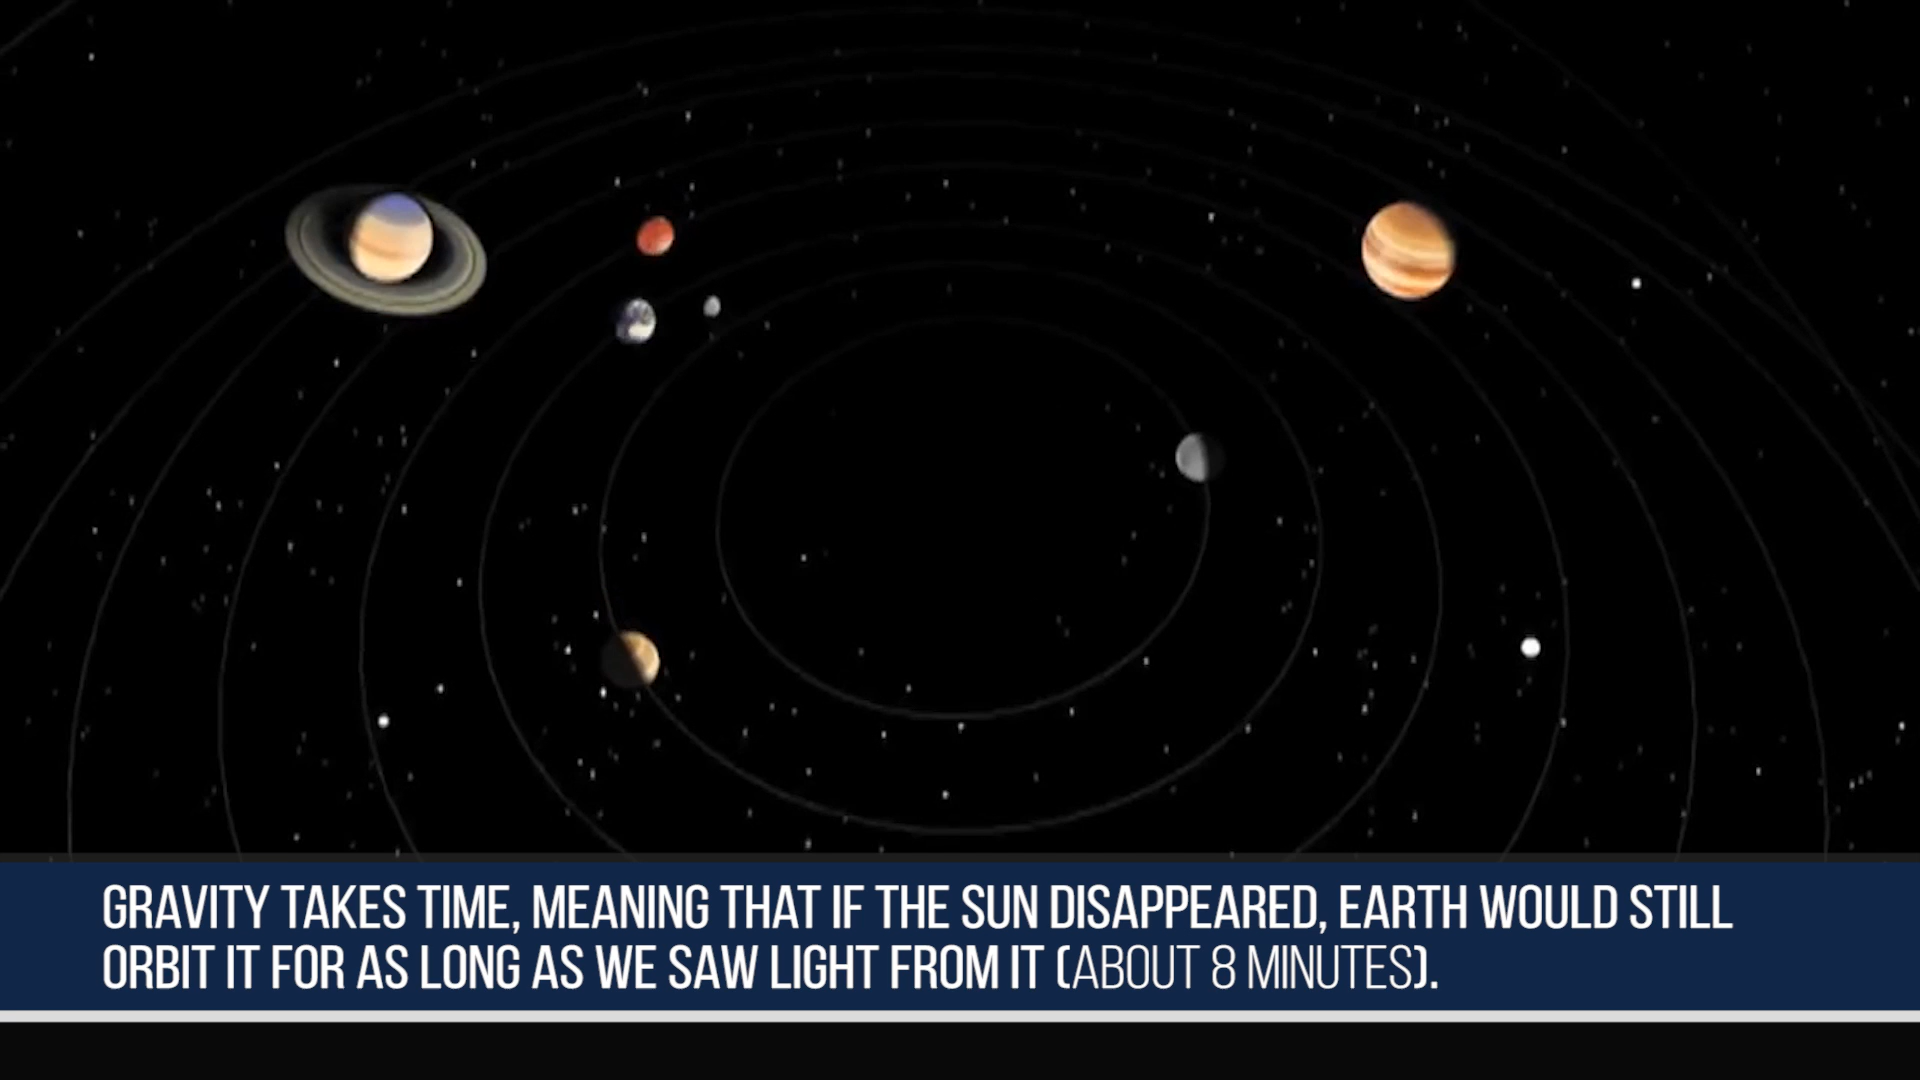 GRAVITY TAKES TIME, MEANING THAT IF THE SUN DISAPPEARED, EARTH WOULD STILL
ORBIT IT FOR AS LONG AS WE SAW LIGHT FROM IT (ABOUT 8 MINUTES).